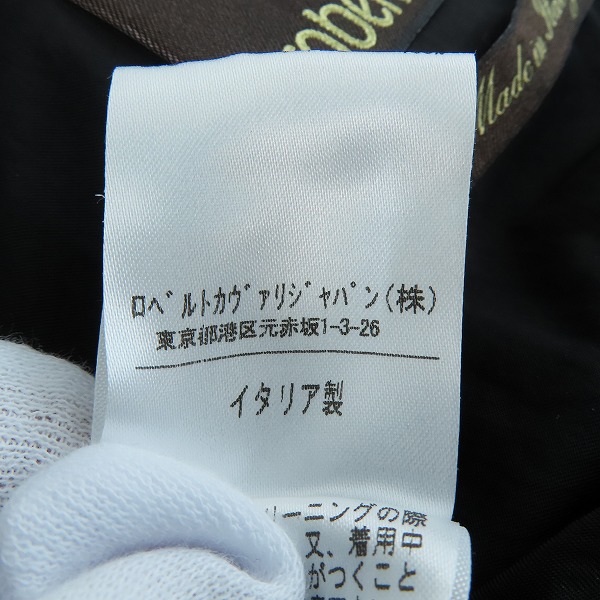 Made in
ロベルトカヴァリジャパン(株)
東京都港区元赤坂1-3-26
イタリア製
リーニングの際
又、着用中
がつくこと